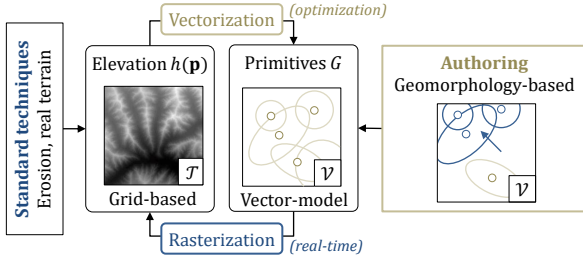 Vectorization
(optimization)
Standard techniques
Erosion, real terrain
Elevation h(𝐩)
𝒯
Grid-based
Primitives G
𝒱
Vector-model
Authoring
Geomorphology-based
𝒱
Rasterization
(real-time)